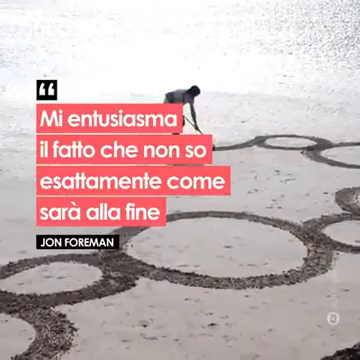 “
Mi entusiasma
il fatto che non so
esattamente come
sarà alla fine
JON FOREMAN